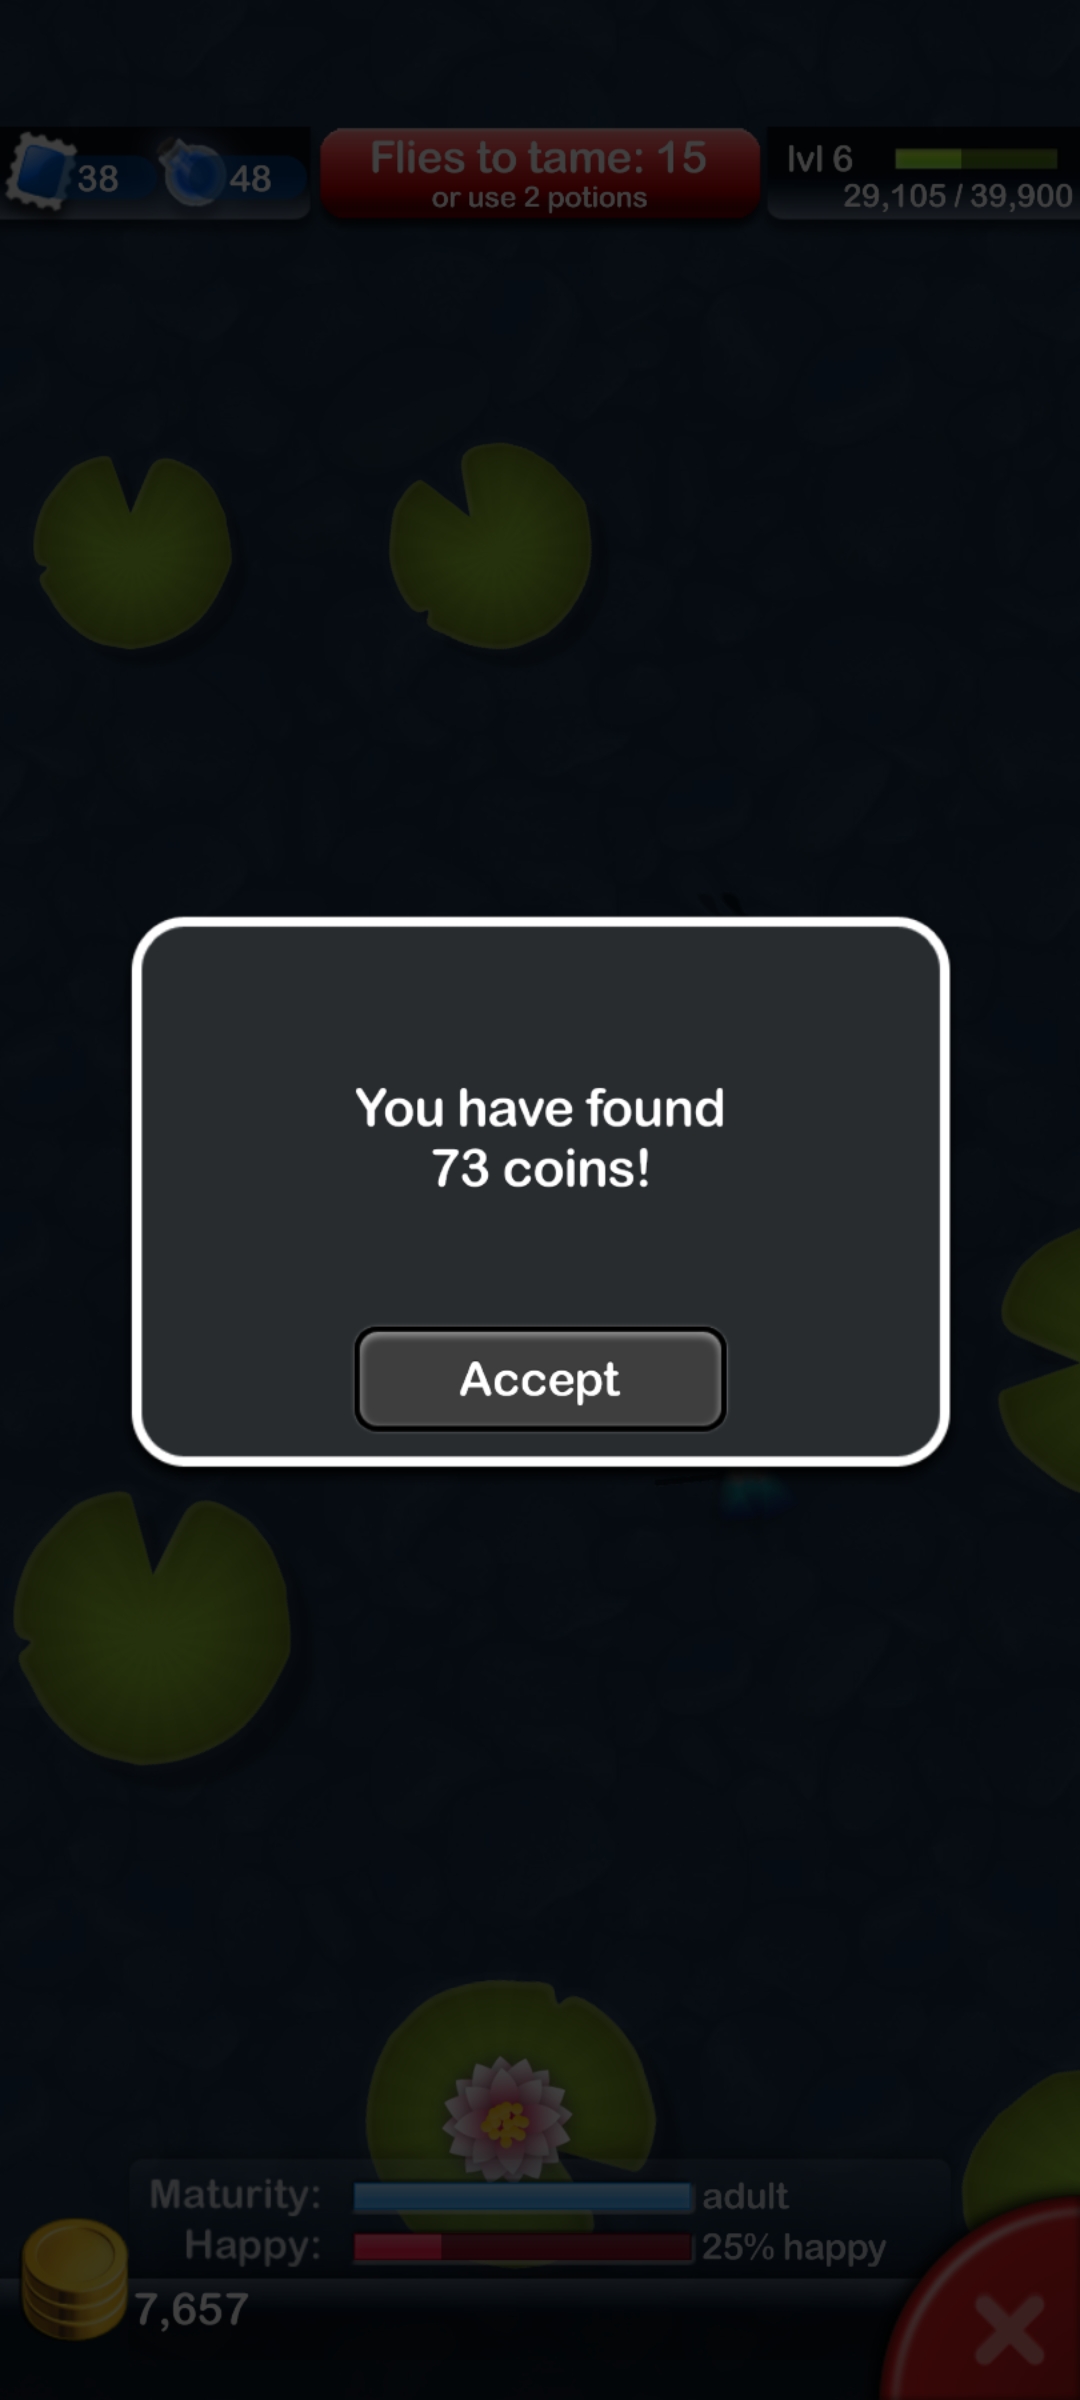 38
48
Flies to tame: 15
or use 2 potions
lvl 6
29,105 / 39,900
You have found
73 coins!
Accept
Maturity: adult
Happy: 25% happy
7,657